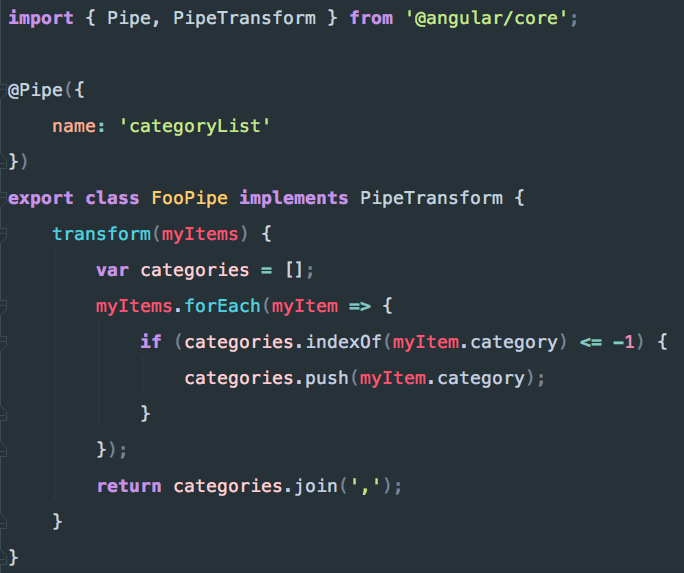 import { Pipe, PipeTransform } from '@angular/core';
@Pipe({
    name: 'categoryList'
})
export class FooPipe implements PipeTransform {
    transform(myItems) {
        var categories = [];
        myItems.forEach(myItem => {
            if (categories.indexOf(myItem.category) <= -1) {
                categories.push(myItem.category);
            }
        });
        return categories.join(',');
    }
}